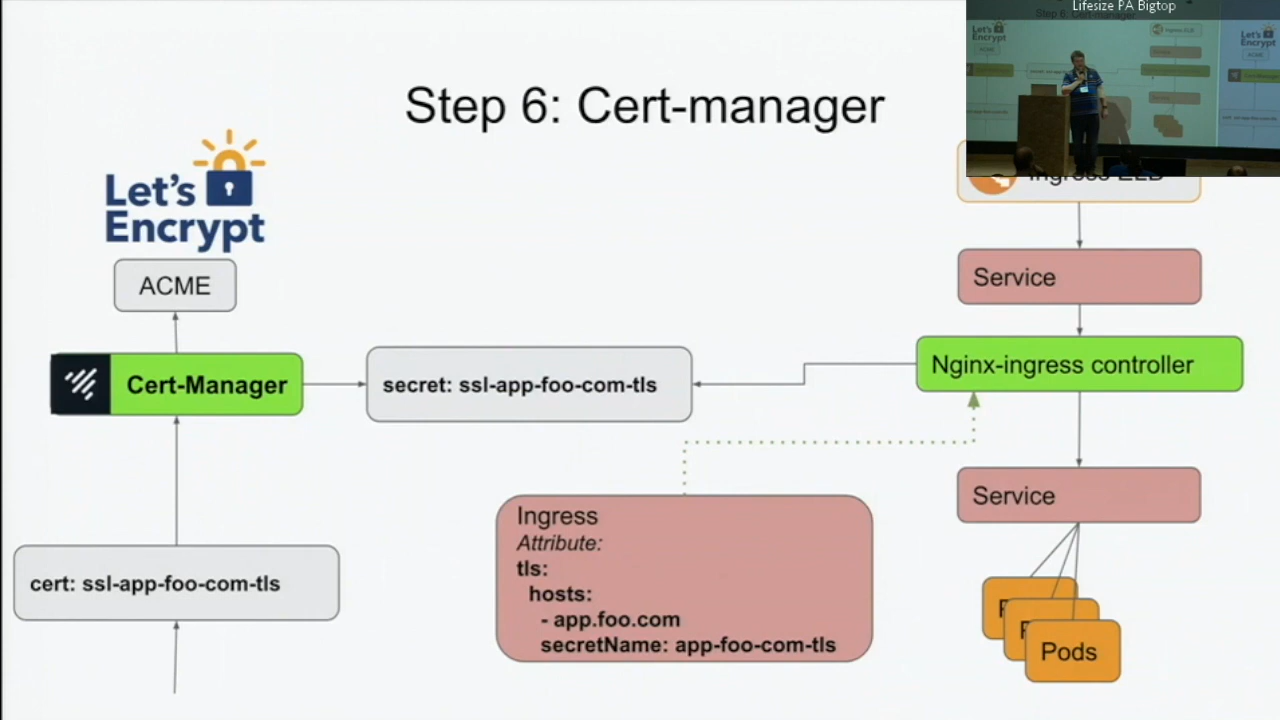 Lifesize PA Bigtop
Step 6: Cert-manager
Let's
Encrypt
ACME
Cert-Manager
secret: ssl-app-foo-com-tls
cert: ssl-app-foo-com-tls
Ingress
Attribute:
tls:
hosts:
- app.foo.com
secretName: app-foo-com-tls
Ingress ELB
Service
Nginx-ingress controller
Service
Pods